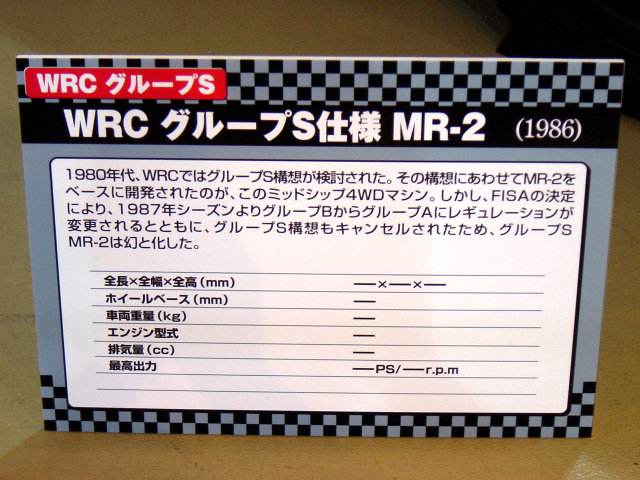 WRC グループS
WRC グループS仕様 MR-2 (1986)
1980年代、WRCではグループS構想が検討された。その構想にあわせてMR-2を
ベースに開発されたのが、このミッドシップ4WDマシン。しかし、FISAの決定
により、1987年シーズンよりグループBからグループAにレギュレーションが
変更されるとともに、グループS構想もキャンセルされたため、グループS
MR-2は幻と化した。
全長×全幅×全高(mm) ―×―×―
ホイールベース(mm) ―
車両重量(kg) ―
エンジン型式 ―
排気量(cc) ―
最高出力 ―PS/―r.p.m